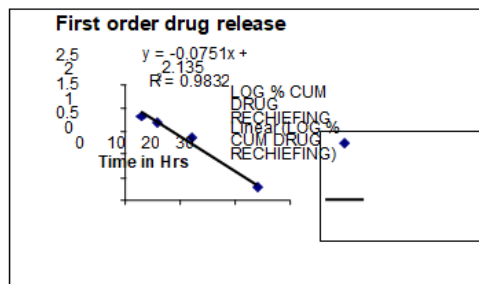 First order drug release
y = -0.0751x +
2.135
R² = 0.9832
2.5
2
1.5
1
0.5
0
0 10 20 30
Time in Hrs
LOG % CUM
DRUG
RECHIEFING
Linear (LOG %
CUM DRUG
RECHIEFING)